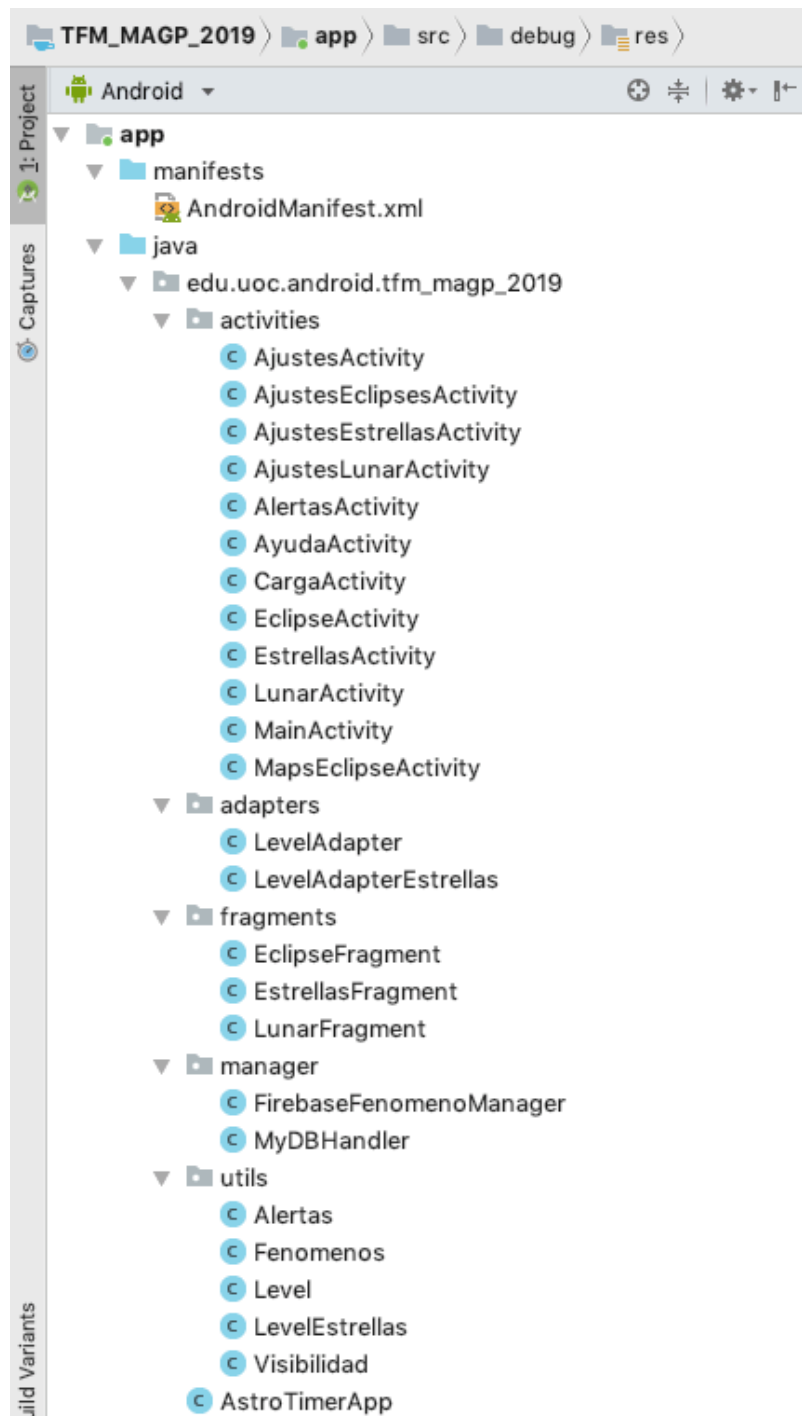 TFM_MAGP_2019 app src debug res
Android
1: Project
Captures
app
manifests
AndroidManifest.xml
java
edu.uoc.android.tfm_magp_2019
activities
AjustesActivity
AjustesEclipsesActivity
AjustesEstrellasActivity
AjustesLunarActivity
AlertasActivity
AyudaActivity
CargaActivity
EclipseActivity
EstrellasActivity
LunarActivity
MainActivity
MapsEclipseActivity
adapters
LevelAdapter
LevelAdapterEstrellas
fragments
EclipseFragment
EstrellasFragment
LunarFragment
manager
FirebaseFenomenoManager
MyDBHandler
utils
Alertas
Fenomenos
Level
LevelEstrellas
Visibilidad
AstroTimerApp
Variants